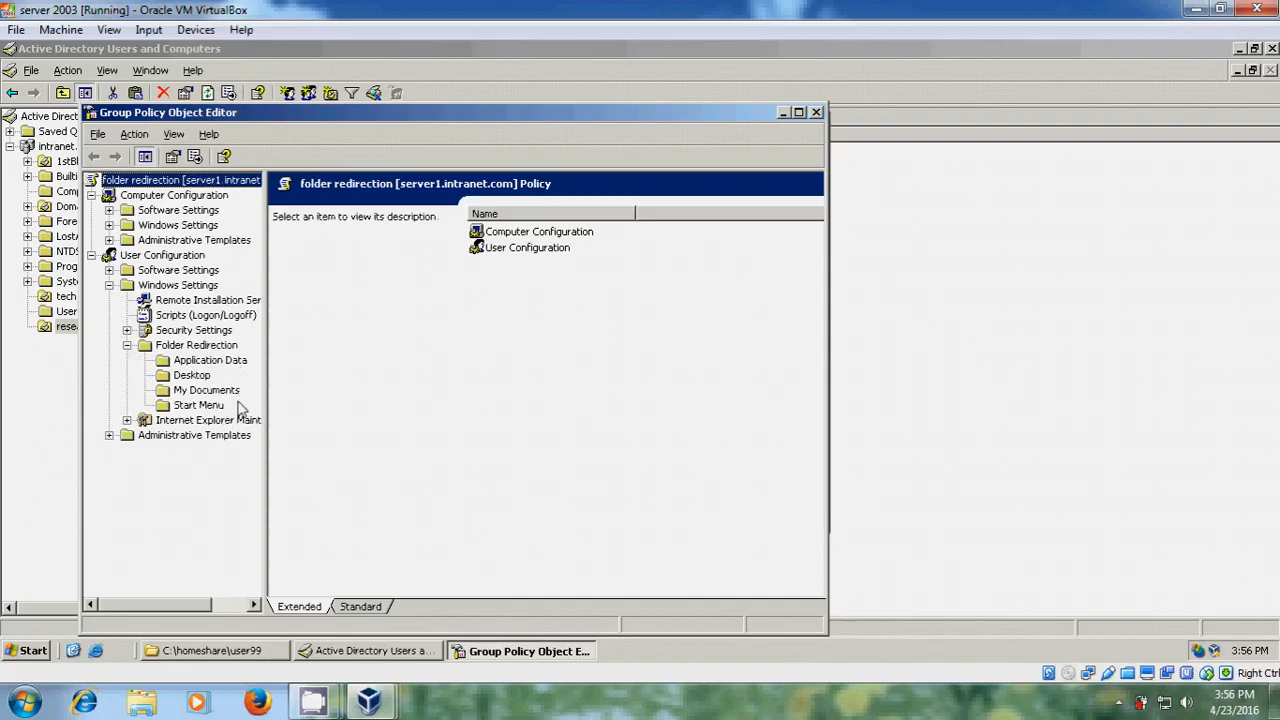 server 2003 [Running] - Oracle VM VirtualBox
File Machine View Input Devices Help
Active Directory Users and Computers
File Action View Window Help
Active Direc
Saved Q
intranet.
1stBl
Builti
Comp
Dom
Fore
LostA
NTDS
Prog
Syst
tech
User
resea
Group Policy Object Editor
File Action View Help
folder redirection [server1.intranet
Computer Configuration
Software Settings
Windows Settings
Administrative Templates
User Configuration
Software Settings
Windows Settings
Remote Installation Ser
Scripts (Logon/Logoff)
Security Settings
Folder Redirection
Application Data
Desktop
My Documents
Start Menu
Internet Explorer Maint
Administrative Templates
folder redirection [server1.intranet.com] Policy
Select an item to view its description.
Name
Computer Configuration
User Configuration
Extended Standard
Start C:\homeshare\user99 Active Directory Users a... Group Policy Object E... 3:56 PM
Right Ctrl
3:56 PM
4/23/2016